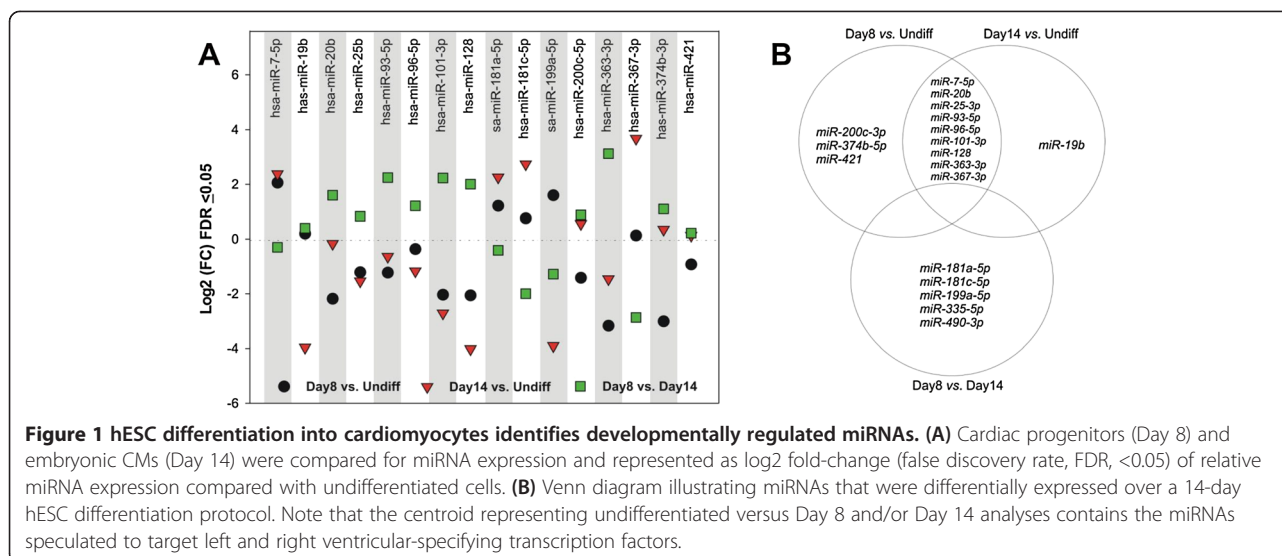 A
hsa-miR-7-5p
has-miR-19b
hsa-miR-20b
hsa-miR-25b
hsa-miR-93-5p
hsa-miR-96-5p
hsa-miR-101-3p
hsa-miR-128
sa-miR-181a-5p
hsa-miR-181c-5p
sa-miR-199a-5p
hsa-miR-200c-5p
hsa-miR-363-3p
hsa-miR-367-3p
has-miR-374b-3p
hsa-miR-421
Log2 (FC) FDR ≤0.05
6
4
2
0
-2
-4
-6
Day8 vs. Undiff
Day14 vs. Undiff
Day8 vs. Day14
B
Day8 vs. Undiff
Day14 vs. Undiff
miR-200c-3p
miR-374b-5p
miR-421
miR-7-5p
miR-20b
miR-25-3p
miR-93-5p
miR-96-5p
miR-101-3p
miR-128
miR-363-3p
miR-367-3p
miR-19b
miR-181a-5p
miR-181c-5p
miR-199a-5p
miR-335-5p
miR-490-3p
Day8 vs. Day14
Figure 1 hESC differentiation into cardiomyocytes identifies developmentally regulated miRNAs. (A) Cardiac progenitors (Day 8) and
embryonic CMs (Day 14) were compared for miRNA expression and represented as log2 fold-change (false discovery rate, FDR, <0.05) of relative
miRNA expression compared with undifferentiated cells. (B) Venn diagram illustrating miRNAs that were differentially expressed over a 14-day
hESC differentiation protocol. Note that the centroid representing undifferentiated versus Day 8 and/or Day 14 analyses contains the miRNAs
speculated to target left and right ventricular-specifying transcription factors.